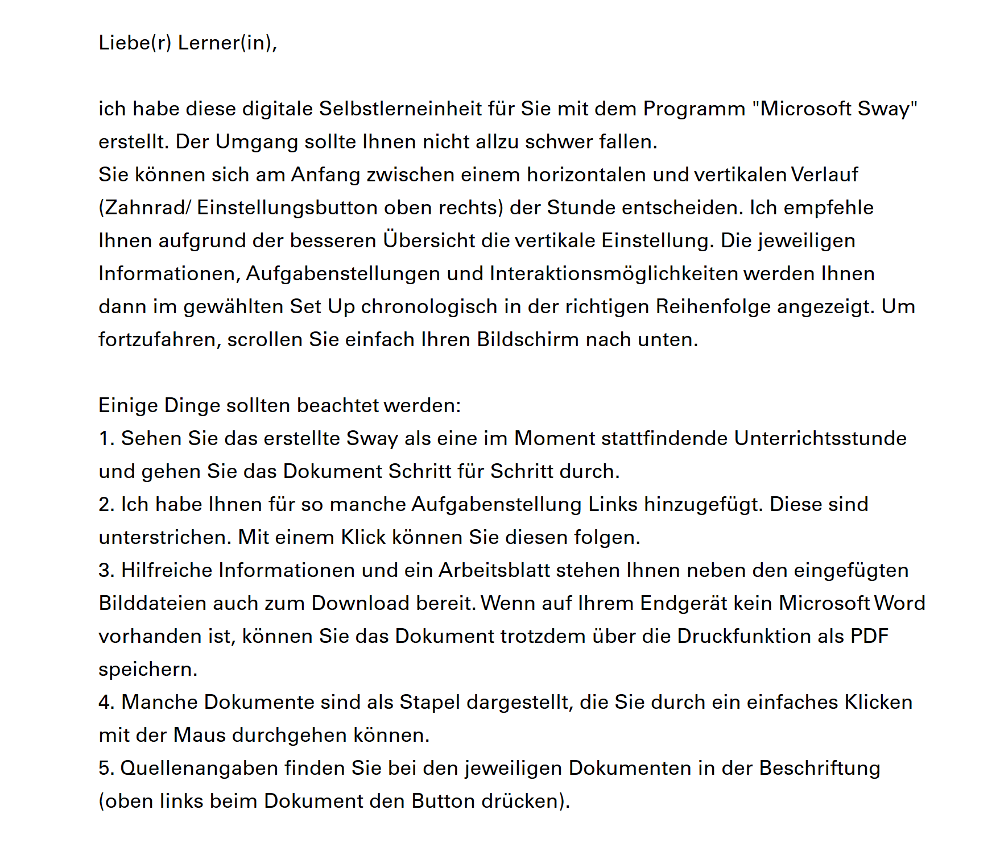 Liebe(r) Lerner(in),
ich habe diese digitale Selbstlerneinheit für Sie mit dem Programm "Microsoft Sway"
erstellt. Der Umgang sollte Ihnen nicht allzu schwer fallen.
Sie können sich am Anfang zwischen einem horizontalen und vertikalen Verlauf
(Zahnrad/ Einstellungsbutton oben rechts) der Stunde entscheiden. Ich empfehle
Ihnen aufgrund der besseren Übersicht die vertikale Einstellung. Die jeweiligen
Informationen, Aufgabenstellungen und Interaktionsmöglichkeiten werden Ihnen
dann im gewählten Set Up chronologisch in der richtigen Reihenfolge angezeigt. Um
fortzufahren, scrollen Sie einfach Ihren Bildschirm nach unten.
Einige Dinge sollten beachtet werden:
1. Sehen Sie das erstellte Sway als eine im Moment stattfindende Unterrichtsstunde
und gehen Sie das Dokument Schritt für Schritt durch.
2. Ich habe Ihnen für so manche Aufgabenstellung Links hinzugefügt. Diese sind
unterstrichen. Mit einem Klick können Sie diesen folgen.
3. Hilfreiche Informationen und ein Arbeitsblatt stehen Ihnen neben den eingefügten
Bilddateien auch zum Download bereit. Wenn auf Ihrem Endgerät kein Microsoft Word
vorhanden ist, können Sie das Dokument trotzdem über die Druckfunktion als PDF
speichern.
4. Manche Dokumente sind als Stapel dargestellt, die Sie durch ein einfaches Klicken
mit der Maus durchgehen können.
5. Quellenangaben finden Sie bei den jeweiligen Dokumenten in der Beschriftung
(oben links beim Dokument den Button drücken).